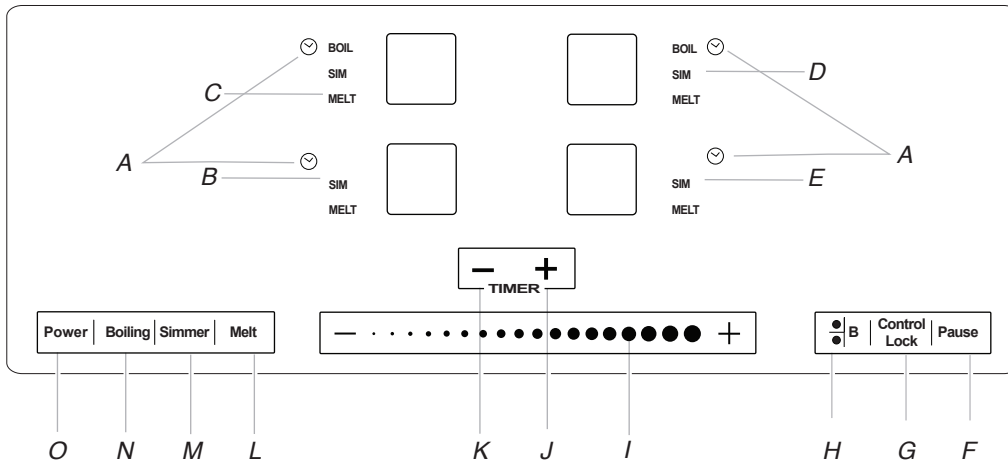 BOIL BOIL
SIM SIM D
C MELT MELT
A A
B SIM SIM E
MELT MELT
− +
TIMER
Power Boiling Simmer Melt − + B Control Lock Pause
O N M L K J I H G F